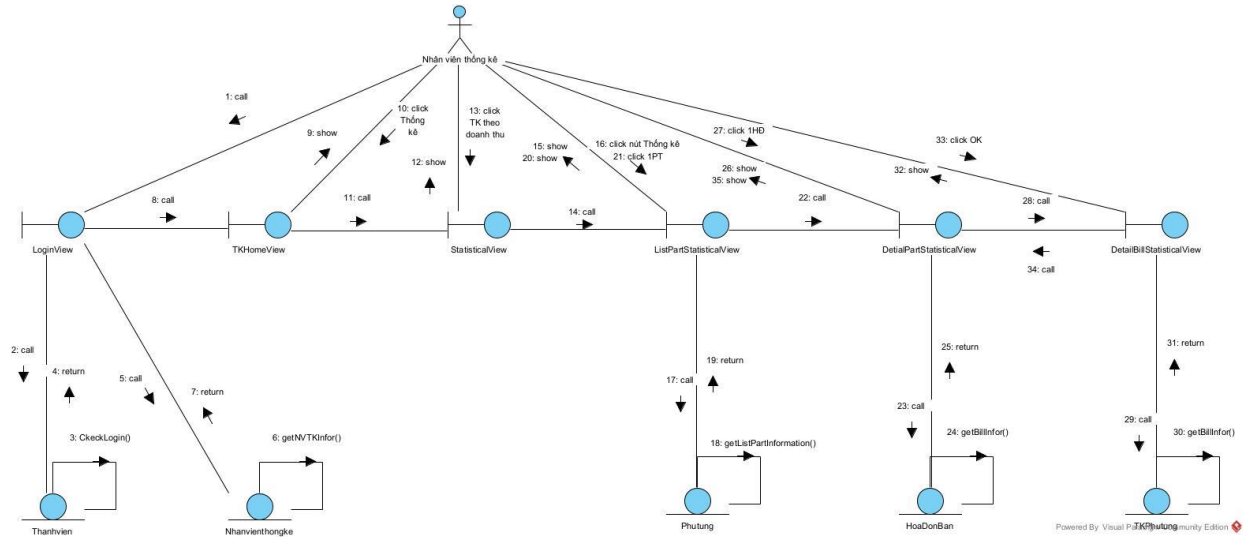 Nhân viên thống kê
1: call
9: show
10: click
Thống
kê
13: click
TK theo
doanh thu
12: show
15: show
20: show
16: click nút Thống kê
21: click 1PT
27: click 1HĐ
26: show
35: show
33: click OK
32: show
8: call
11: call
14: call
22: call
28: call
LoginView
TKHomeView
StatisticalView
ListPartStatisticalView
DetialPartStatisticalView
DetailBillStatisticalView
34: call
2: call
4: return
5: call
7: return
17: call
19: return
23: call
25: return
29: call
31: return
3: CkeckLogin()
6: getNVTKInfor()
18: getListPartInformation()
24: getBillInfor()
30: getBillInfor()
Thanhvien
Nhanvienthongke
Phutung
HoaDonBan
TKPhutung
Powered By Visual Paradigm Community Edition